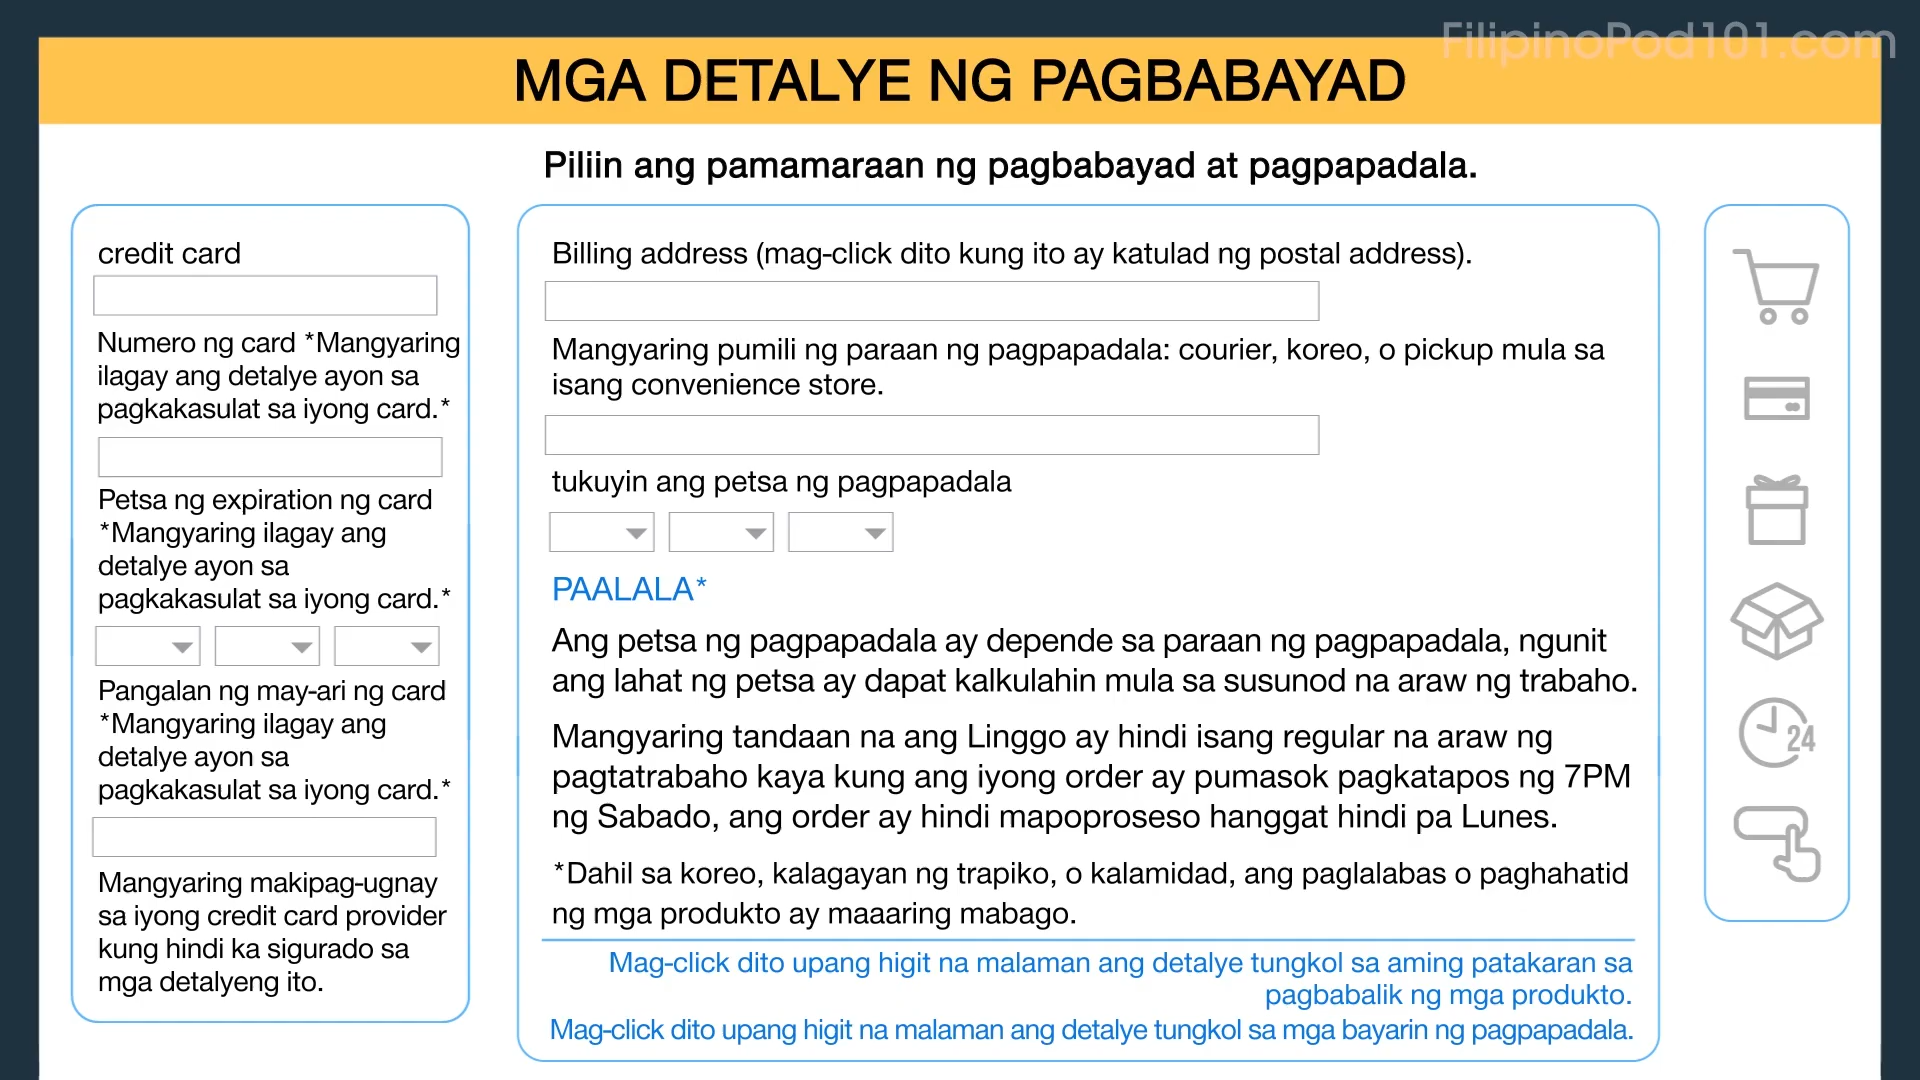 FilipinoPod101.com
MGA DETALYE NG PAGBABAYAD
Piliin ang pamamaraan ng pagbabayad at pagpapadala.
credit card
Numero ng card *Mangyaring
ilagay ang detalye ayon sa
pagkakasulat sa iyong card.*
Petsa ng expiration ng card
*Mangyaring ilagay ang
detalye ayon sa
pagkakasulat sa iyong card.*
Pangalan ng may-ari ng card
*Mangyaring ilagay ang
detalye ayon sa
pagkakasulat sa iyong card.*
Mangyaring makipag-ugnay
sa iyong credit card provider
kung hindi ka sigurado sa
mga detalyeng ito.
Billing address (mag-click dito kung ito ay katulad ng postal address).
Mangyaring pumili ng paraan ng pagpapadala: courier, koreo, o pickup mula sa
isang convenience store.
tukuyin ang petsa ng pagpapadala
PAALALA*
Ang petsa ng pagpapadala ay depende sa paraan ng pagpapadala, ngunit
ang lahat ng petsa ay dapat kalkulahin mula sa susunod na araw ng trabaho.
Mangyaring tandaan na ang Linggo ay hindi isang regular na araw ng
pagtatrabaho kaya kung ang iyong order ay pumasok pagkatapos ng 7PM
ng Sabado, ang order ay hindi mapoproseso hanggat hindi pa Lunes.
*Dahil sa koreo, kalagayan ng trapiko, o kalamidad, ang paglalabas o paghahatid
ng mga produkto ay maaaring mabago.
Mag-click dito upang higit na malaman ang detalye tungkol sa aming patakaran sa
pagbabalik ng mga produkto.
Mag-click dito upang higit na malaman ang detalye tungkol sa mga bayarin ng pagpapadala.
24